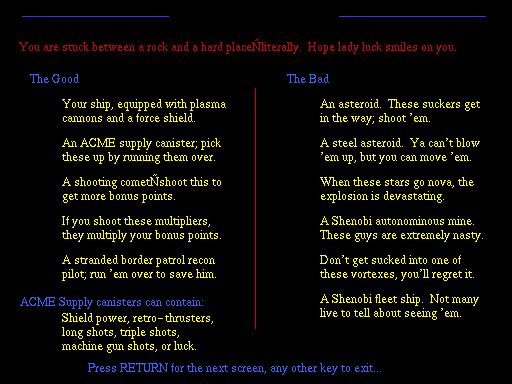 You are stuck between a rock and a hard placeÑliterally.  Hope lady luck smiles on you.
The Good
Your ship, equipped with plasma
cannons and a force shield.
An ACME supply canister; pick
these up by running them over.
A shooting cometÑshoot this to
get more bonus points.
If you shoot these multipliers,
they multiply your bonus points.
A stranded border patrol recon
pilot; run ’em over to save him.
ACME Supply canisters can contain:
Shield power, retro-thrusters,
long shots, triple shots,
machine gun shots, or luck.
The Bad
An asteroid.  These suckers get
in the way; shoot ’em.
A steel asteroid.  Ya can’t blow
’em up, but you can move ’em.
When these stars go nova, the
explosion is devastating.
A Shenobi autonominous mine.
These guys are extremely nasty.
Don’t get sucked into one of
these vortexes, you’ll regret it.
A Shenobi fleet ship.  Not many
live to tell about seeing ’em.
Press RETURN for the next screen, any other key to exit...